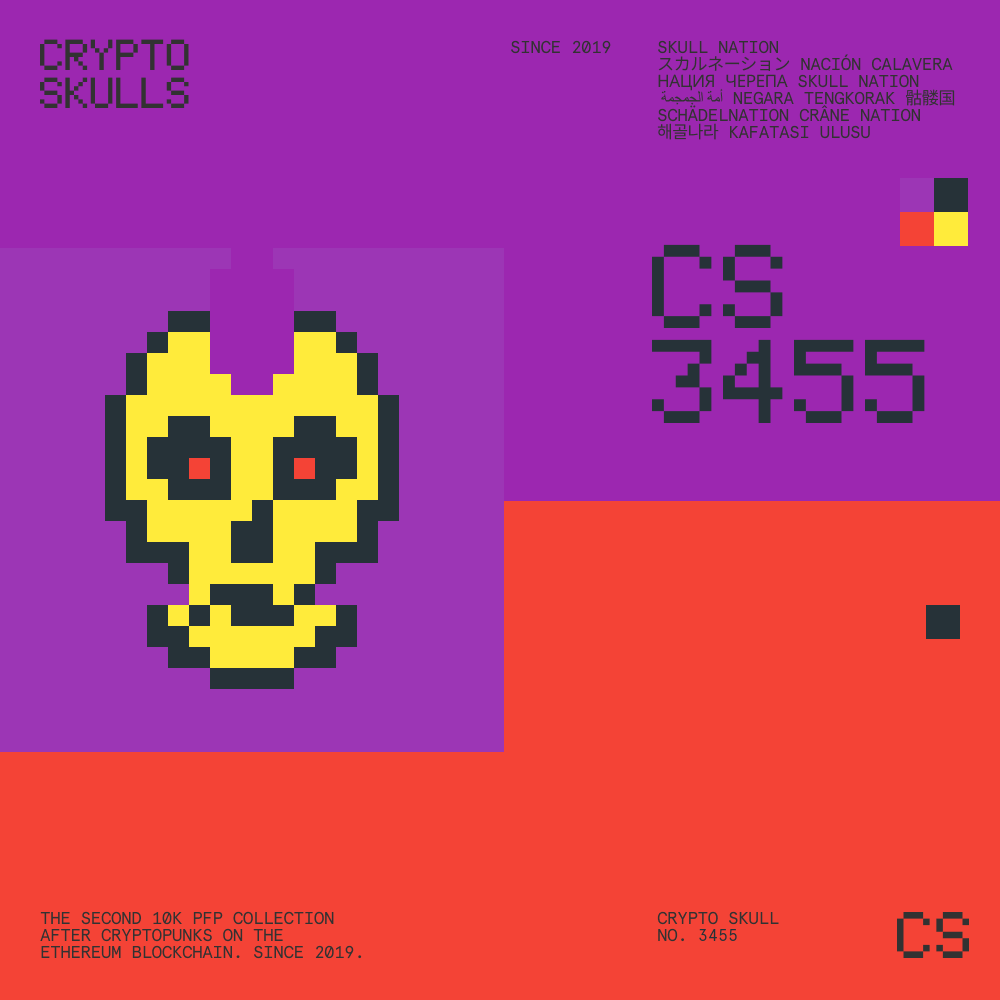 CRYPTO
SKULLS
SINCE 2019
SKULL NATION
スカルネーション NACIÓN CALAVERA
НАЦИЯ ЧЕРЕПА SKULL NATION
أمة الجمجمة NEGARA TENGKORAK 骷髅国
SCHÄDELNATION CRÂNE NATION
해골나라 KAFATASI ULUSU
CS
3455
THE SECOND 10K PFP COLLECTION
AFTER CRYPTOPUNKS ON THE
ETHEREUM BLOCKCHAIN. SINCE 2019.
CRYPTO SKULL
NO. 3455
CS